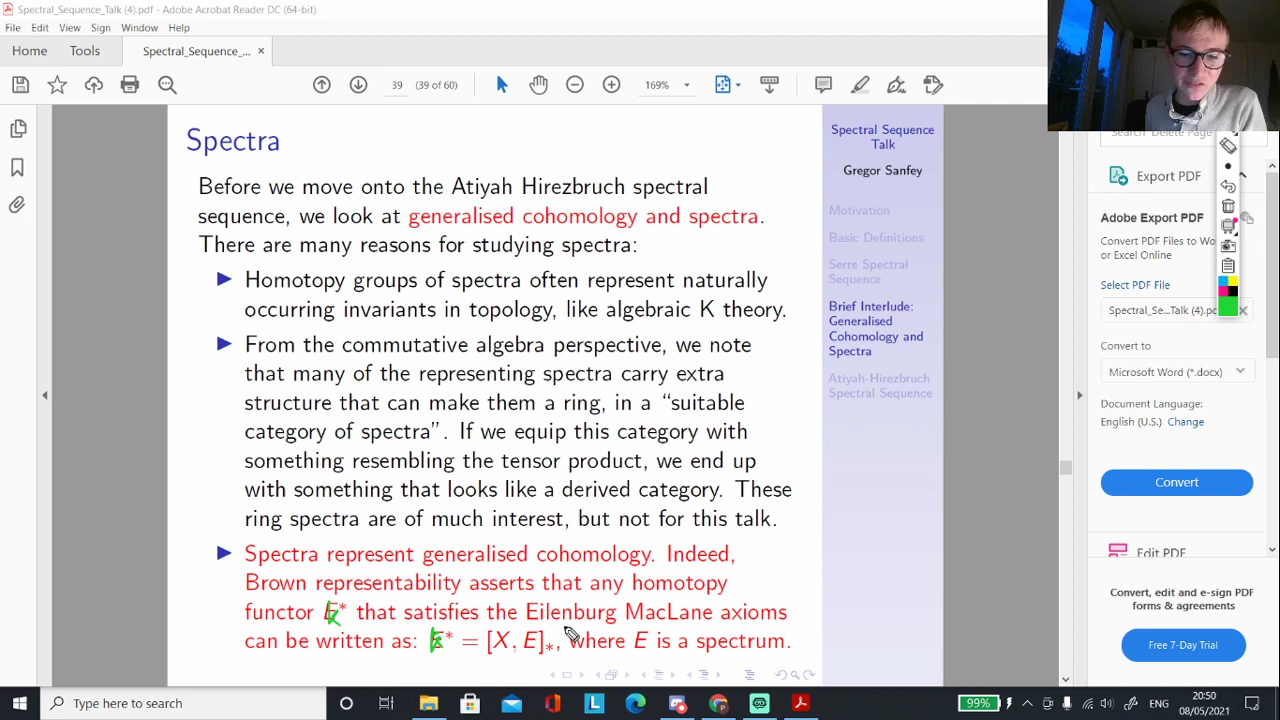 Spectral_Sequence_Talk (4).pdf - Adobe Acrobat Reader DC (64-bit)
File Edit View Sign Window Help
Home Tools Spectral_Sequence_... ×
39 (39 of 60) 169%
Spectra
Before we move onto the Atiyah Hirezbruch spectral
sequence, we look at generalised cohomology and spectra.
There are many reasons for studying spectra:
Homotopy groups of spectra often represent naturally
occurring invariants in topology, like algebraic K theory.
From the commutative algebra perspective, we note
that many of the representing spectra carry extra
structure that can make them a ring, in a “suitable
category of spectra”. If we equip this category with
something resembling the tensor product, we end up
with something that looks like a derived category. These
ring spectra are of much interest, but not for this talk.
Spectra represent generalised cohomology. Indeed,
Brown representability asserts that any homotopy
functor E* that satisfies the Eilenburg MacLane axioms
can be written as: E* = [X, E]*, where E is a spectrum.
Spectral Sequence
Talk
Gregor Sanfey
Motivation
Basic Definitions
Serre Spectral
Sequence
Brief Interlude:
Generalised
Cohomology and
Spectra
Atiyah-Hirezbruch
Spectral Sequence
Search 'Delete Page'
Export PDF
Adobe Export PDF
Convert PDF Files to Wo
or Excel Online
Select PDF File
Spectral_Se...Talk (4).pd
Convert to
Microsoft Word (*.docx)
Document Language:
English (U.S.) Change
Convert
Edit PDF
Convert, edit and e-sign PDF
forms & agreements
Free 7-Day Trial
Type here to search
L
99%
ENG
20:50
08/05/2021